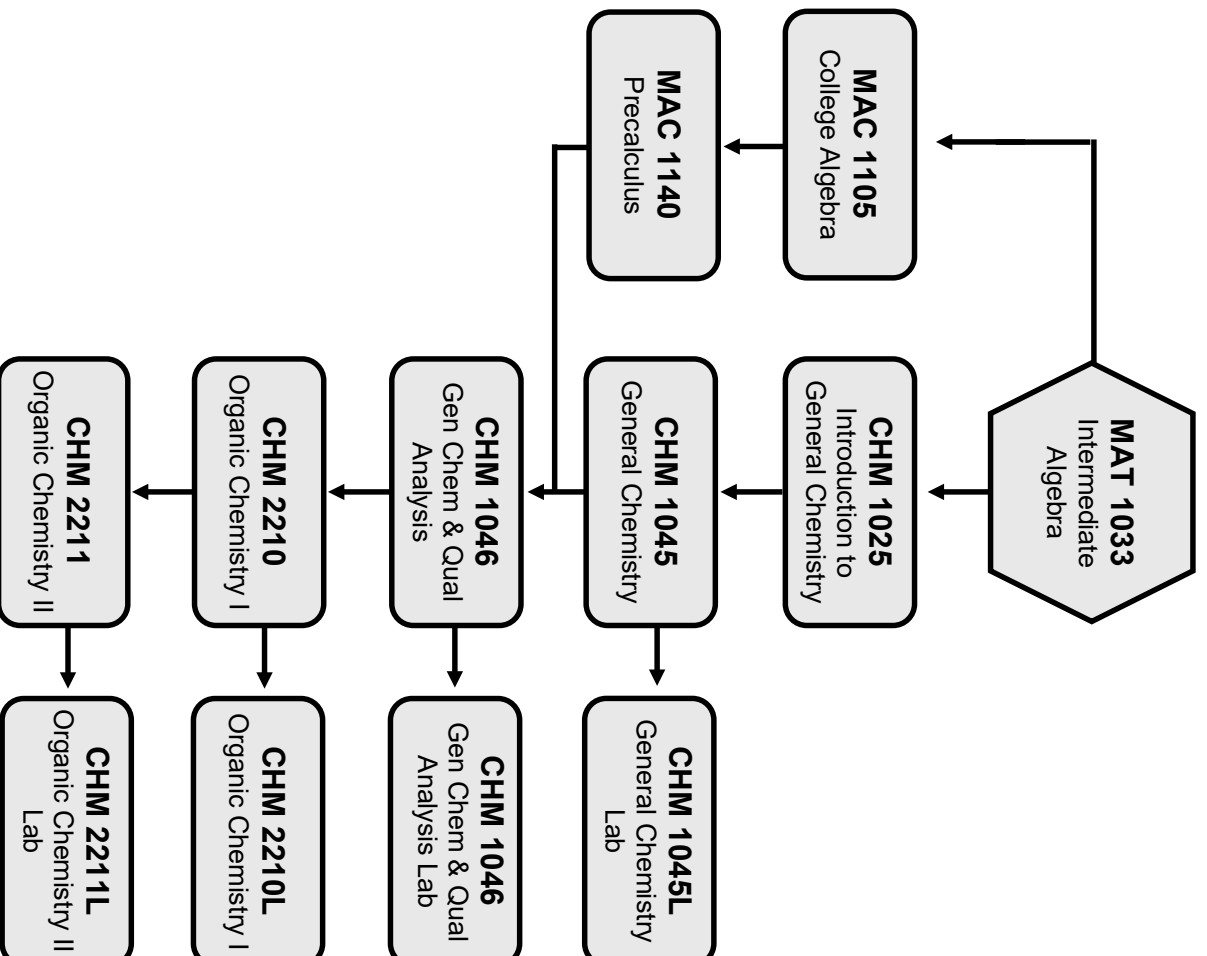 MAT 1033
Intermediate
Algebra
MAC 1105
College Algebra
CHM 1025
Introduction to
General Chemistry
MAC 1140
Precalculus
CHM 1045
General Chemistry
CHM 1045L
General Chemistry
Lab
CHM 1046
Gen Chem & Qual
Analysis
CHM 1046
Gen Chem & Qual
Analysis Lab
CHM 2210
Organic Chemistry I
CHM 2210L
Organic Chemistry I
CHM 2211
Organic Chemistry II
CHM 2211L
Organic Chemistry II
Lab